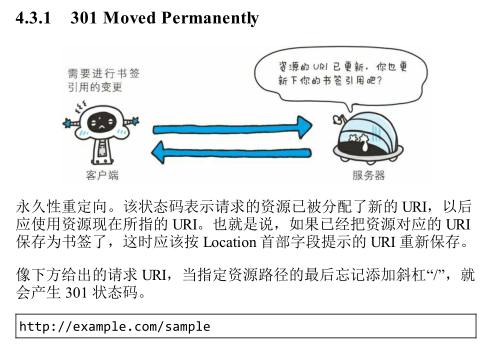 4.3.1 301 Moved Permanently
需要进行书签
引用的变更
资源的 URI 已更新，你也更
新下你的书签引用吧？
客户端
服务器
永久性重定向。该状态码表示请求的资源已被分配了新的 URI，以后
应使用资源现在所指的 URI。也就是说，如果已经把资源对应的 URI
保存为书签了，这时应该按 Location 首部字段提示的 URI 重新保存。
像下方给出的请求 URI，当指定资源路径的最后忘记添加斜杠“/”，就
会产生 301 状态码。
http://example.com/sample